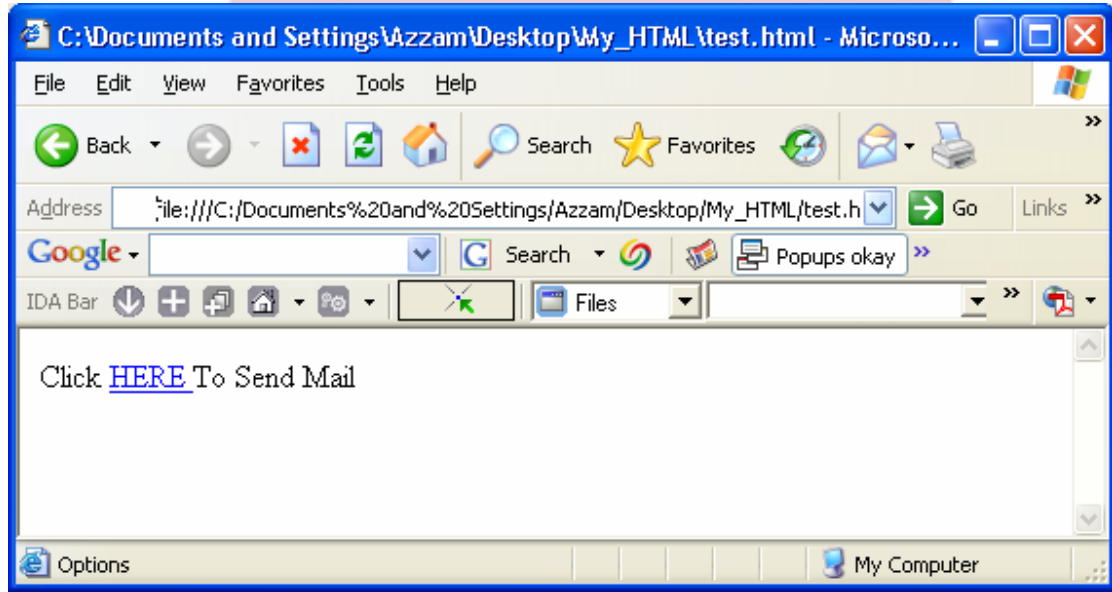 C:\Documents and Settings\Azzam\Desktop\My_HTML\test.html - Microso...
File Edit View Favorites Tools Help
Back Search Favorites
Address file:///C:/Documents%20and%20Settings/Azzam/Desktop/My_HTML/test.h Go Links
Google G Search Popups okay
IDA Bar Files
Click HERE To Send Mail
Options My Computer